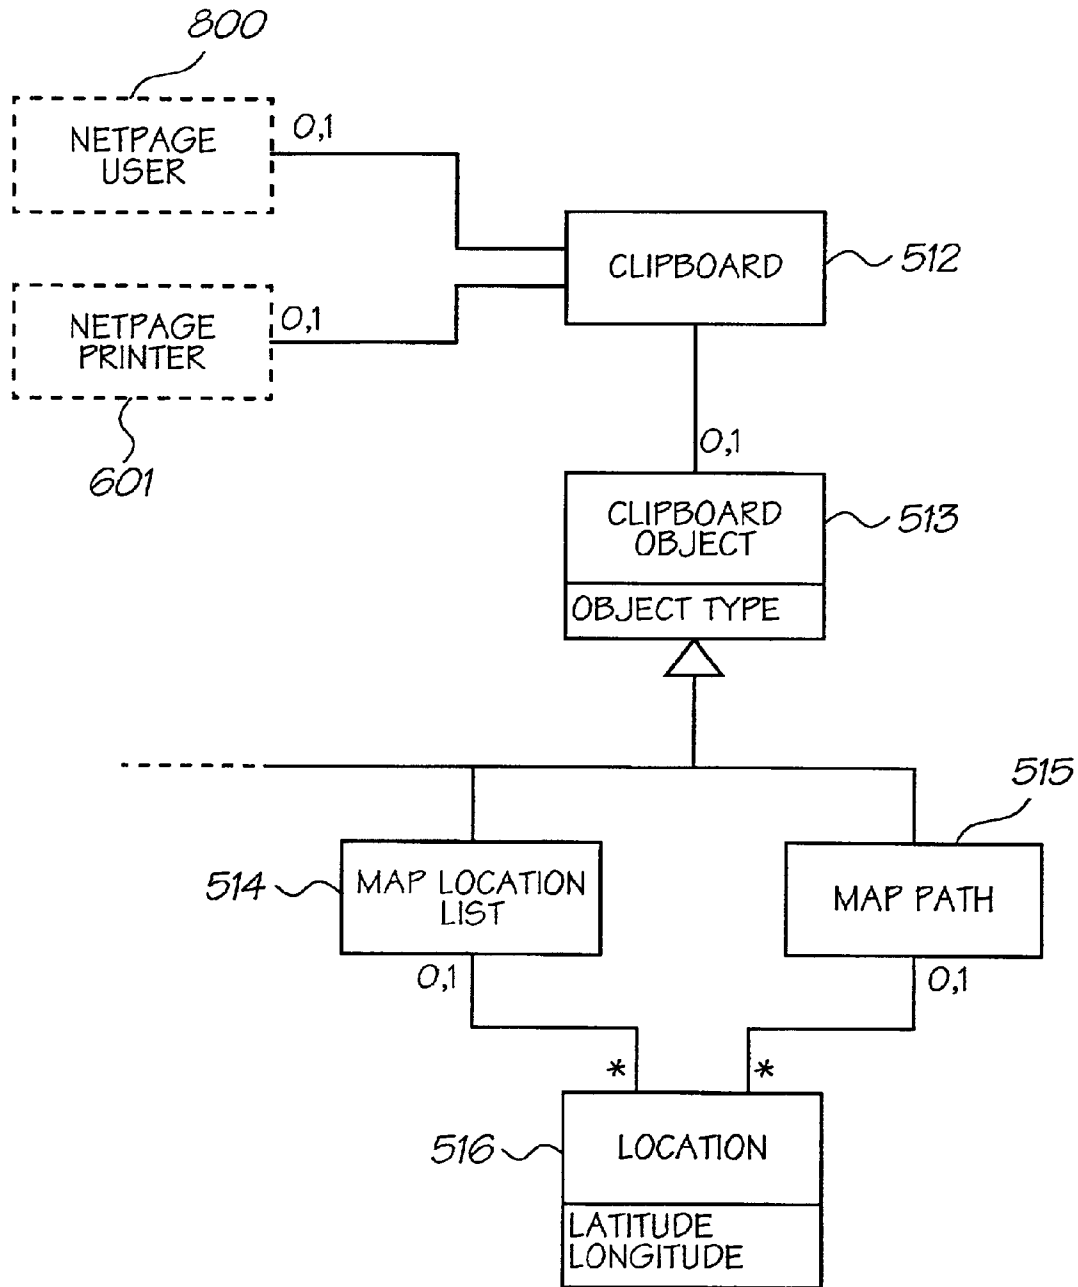 800
NETPAGE
USER
0,1
CLIPBOARD
512
NETPAGE
PRINTER
0,1
601
0,1
CLIPBOARD
OBJECT
513
OBJECT TYPE
515
514
MAP LOCATION
LIST
MAP PATH
0,1
0,1
*
*
516
LOCATION
LATITUDE
LONGITUDE